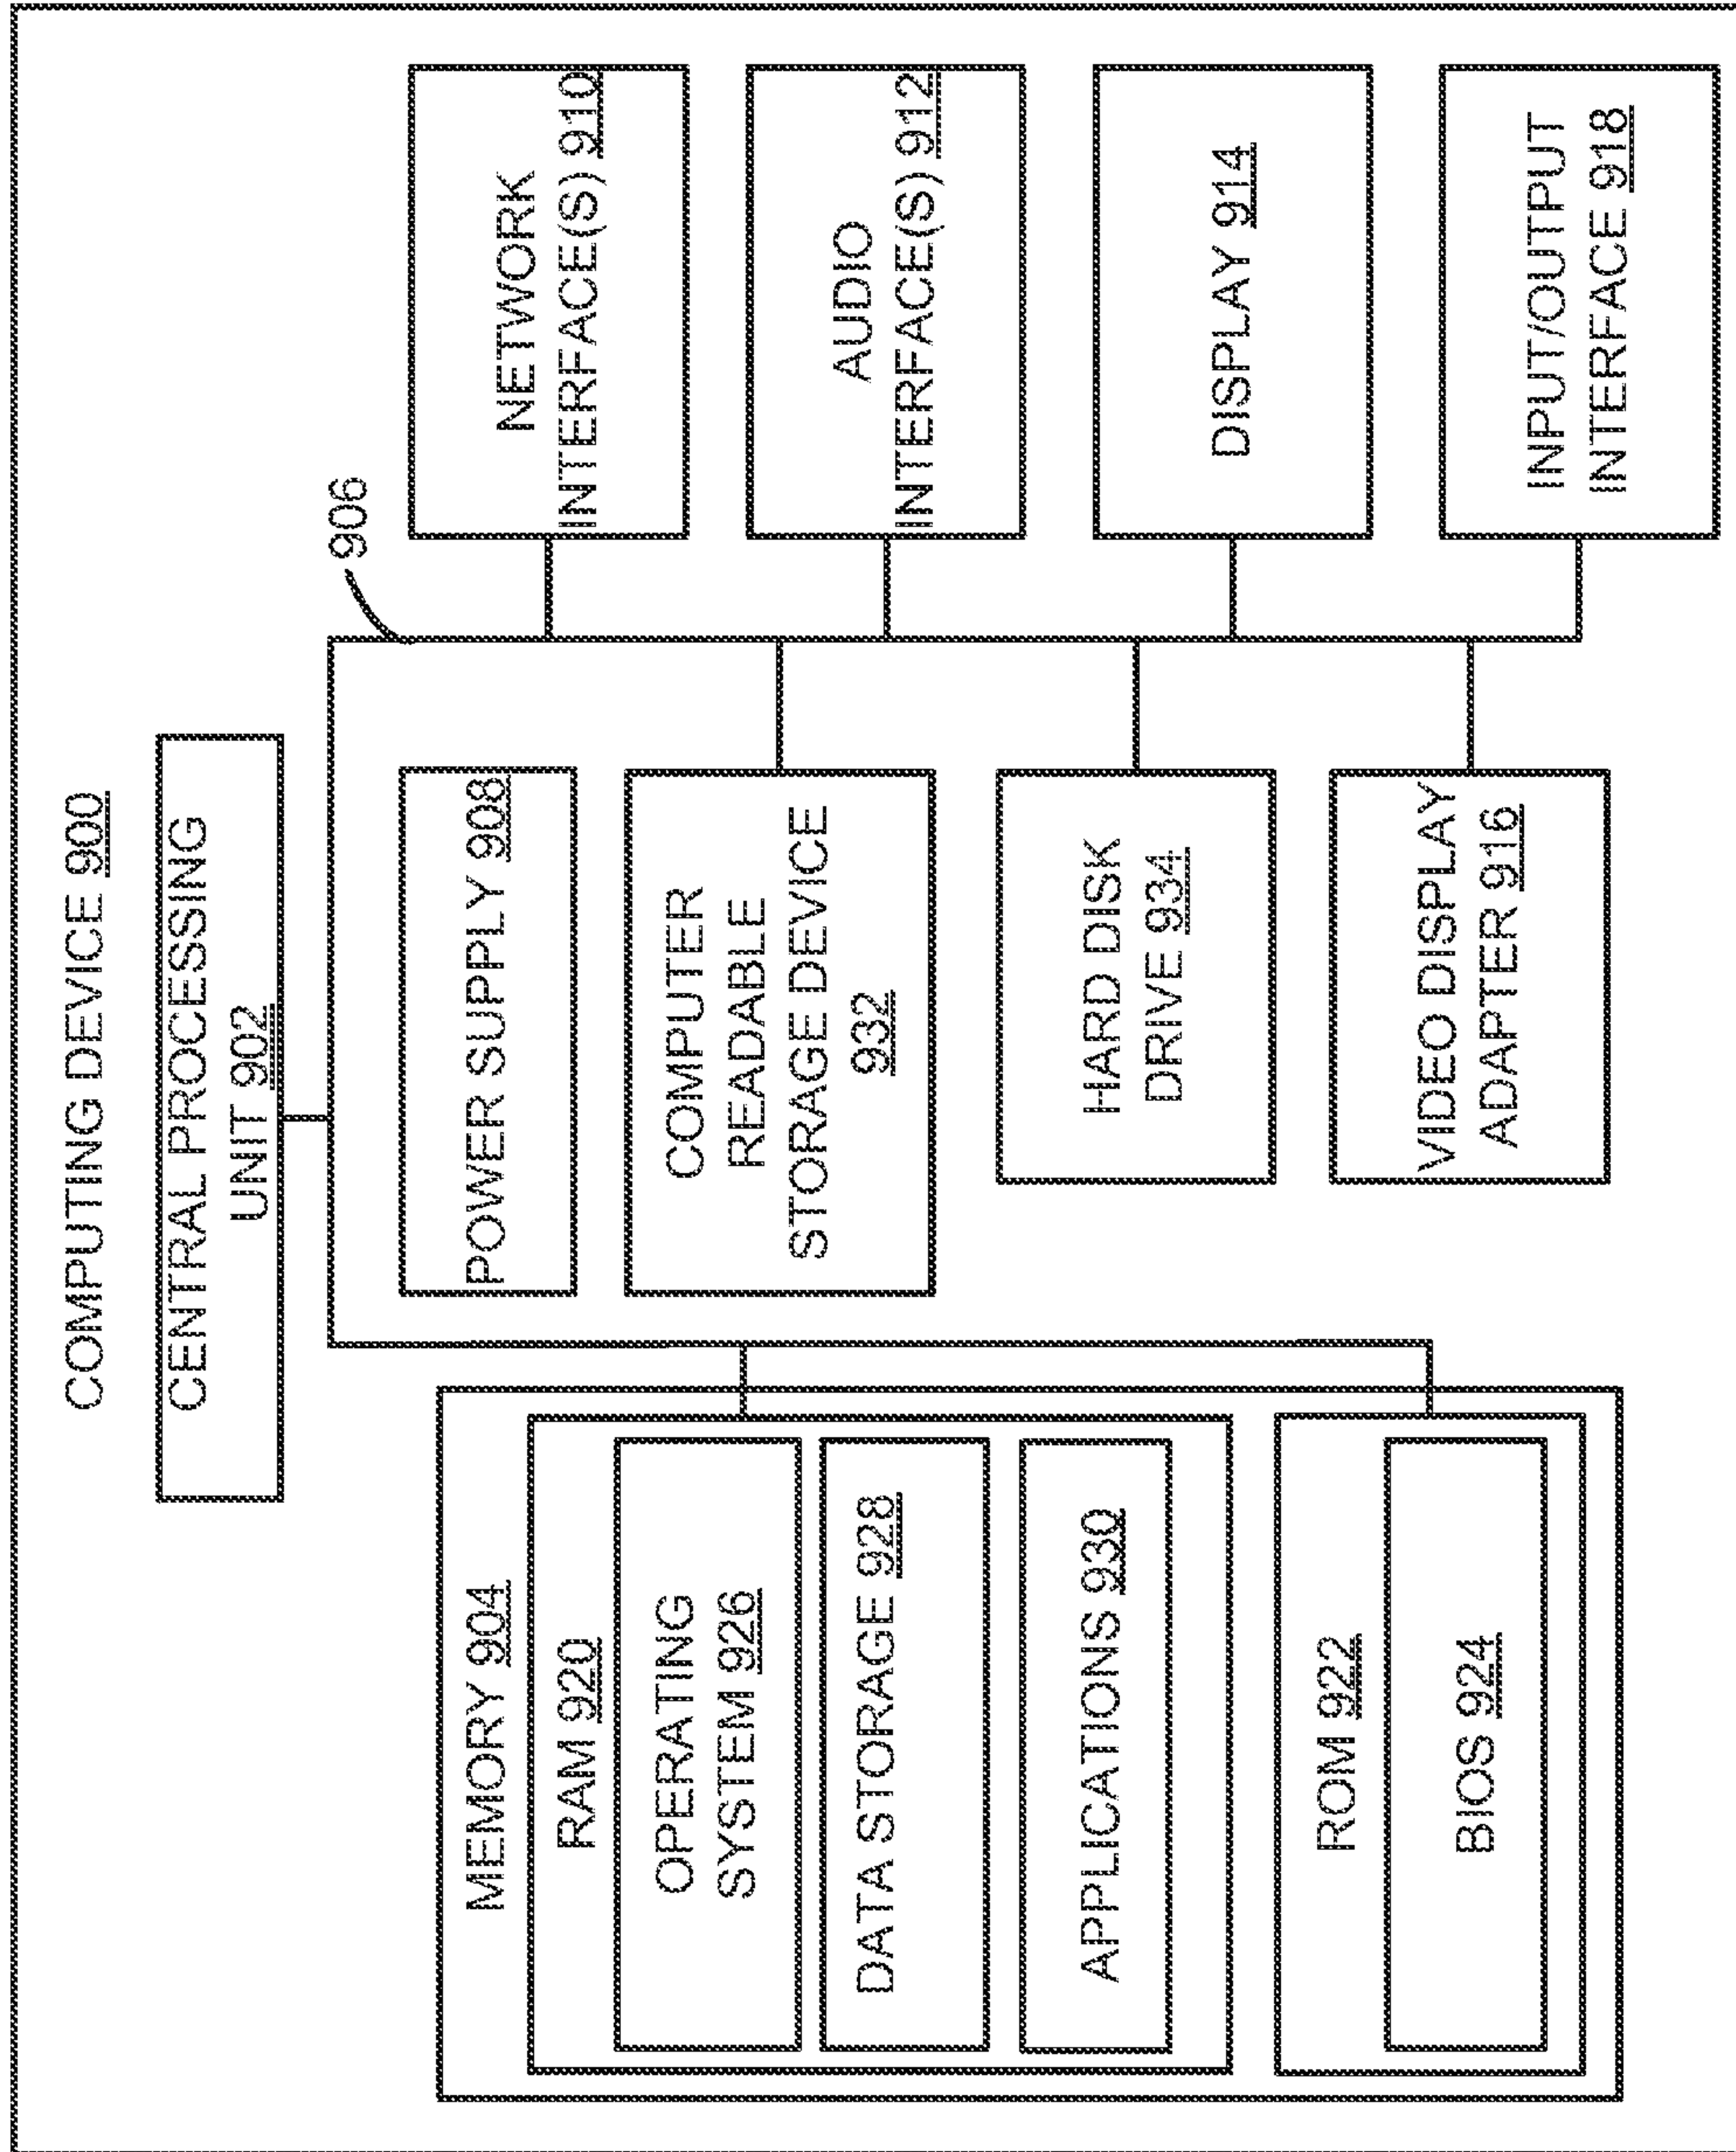 COMPUTING DEVICE 900
CENTRAL PROCESSING
UNIT 902
906
MEMORY 904
RAM 920
OPERATING
SYSTEM 926
DATA STORAGE 928
APPLICATIONS 930
ROM 922
BIOS 924
POWER SUPPLY 908
COMPUTER
READABLE
STORAGE DEVICE
932
HARD DISK
DRIVE 934
VIDEO DISPLAY
ADAPTER 916
NETWORK
INTERFACE(S) 910
AUDIO
INTERFACE(S) 912
DISPLAY 914
INPUT/OUTPUT
INTERFACE 918